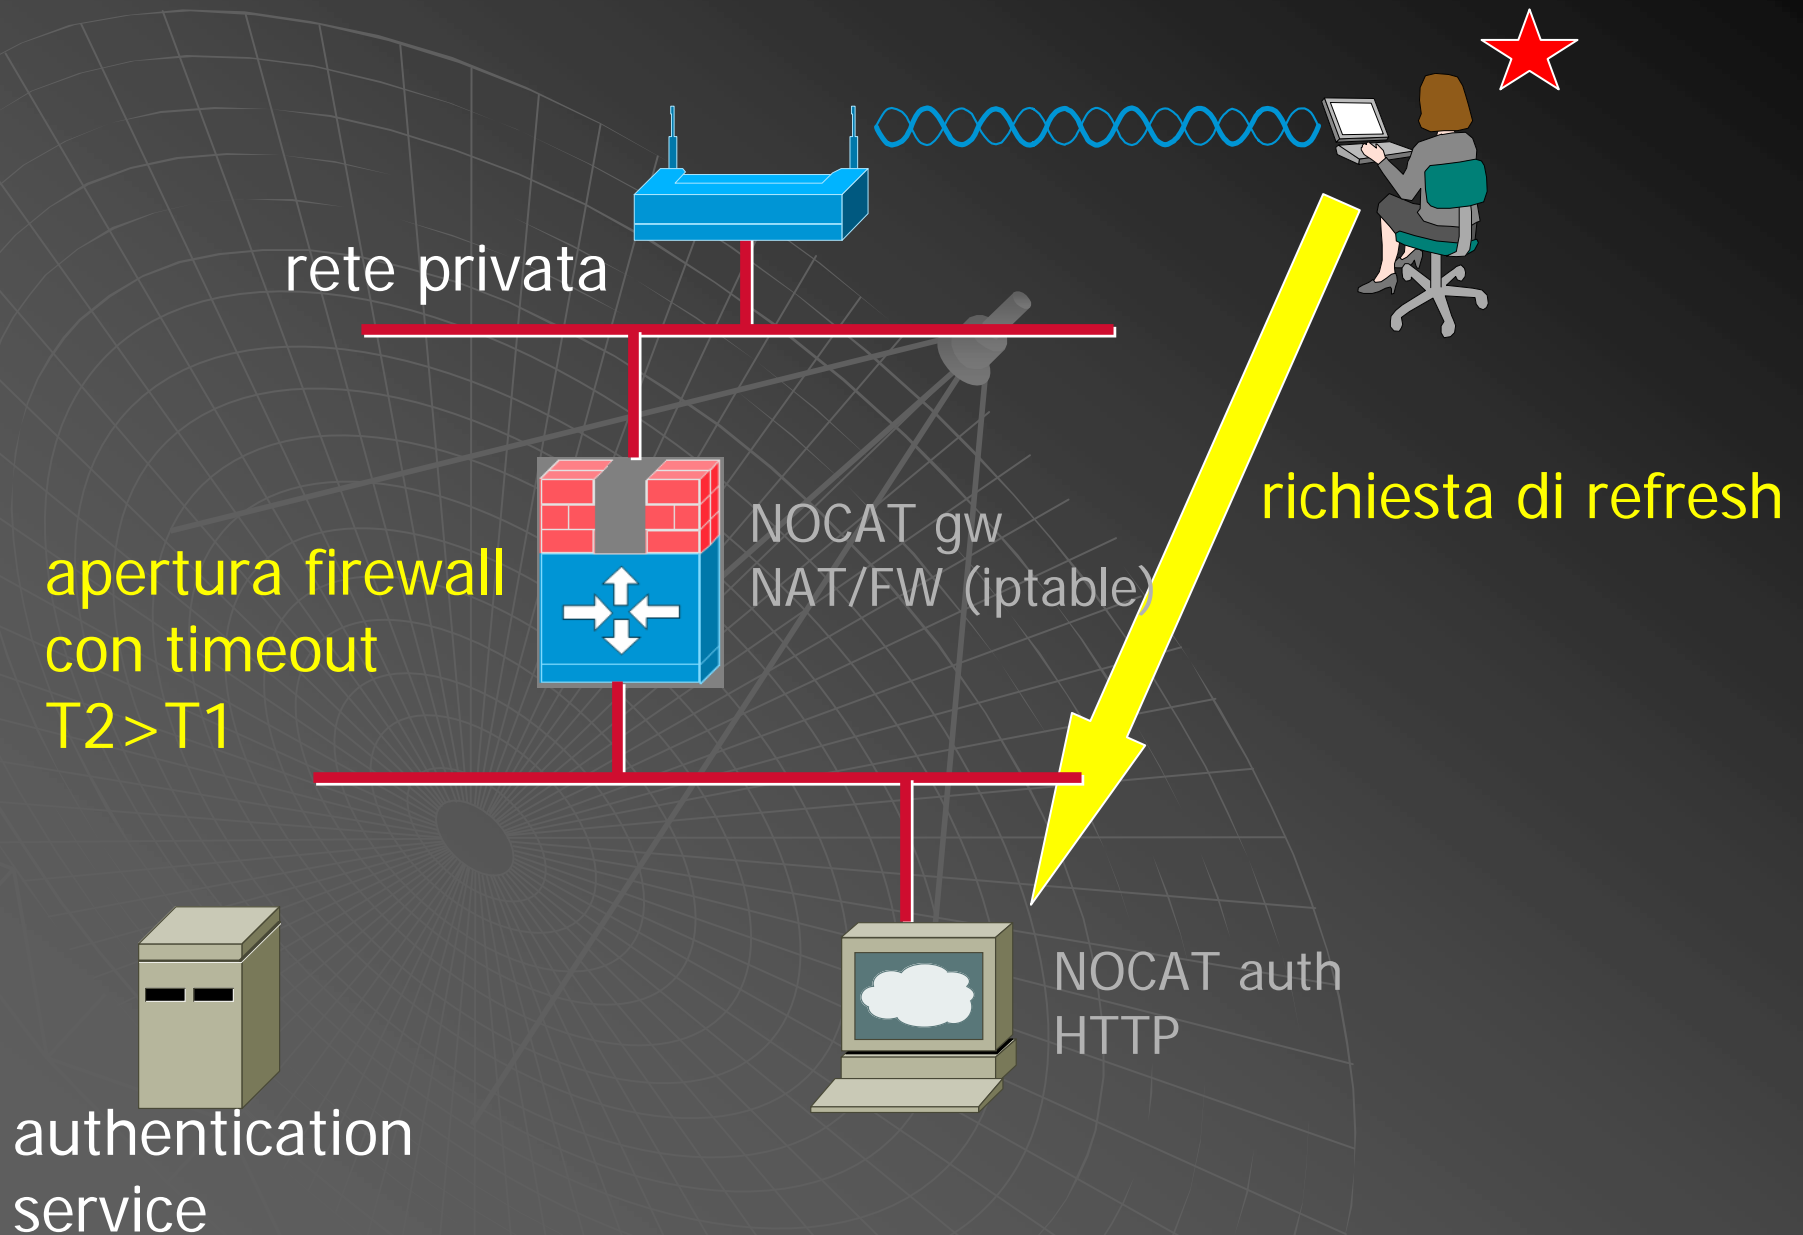 rete privata
NOCAT gw
NAT/FW (iptable)
richiesta di refresh
apertura firewall
con timeout
T2>T1
NOCAT auth
HTTP
authentication
service